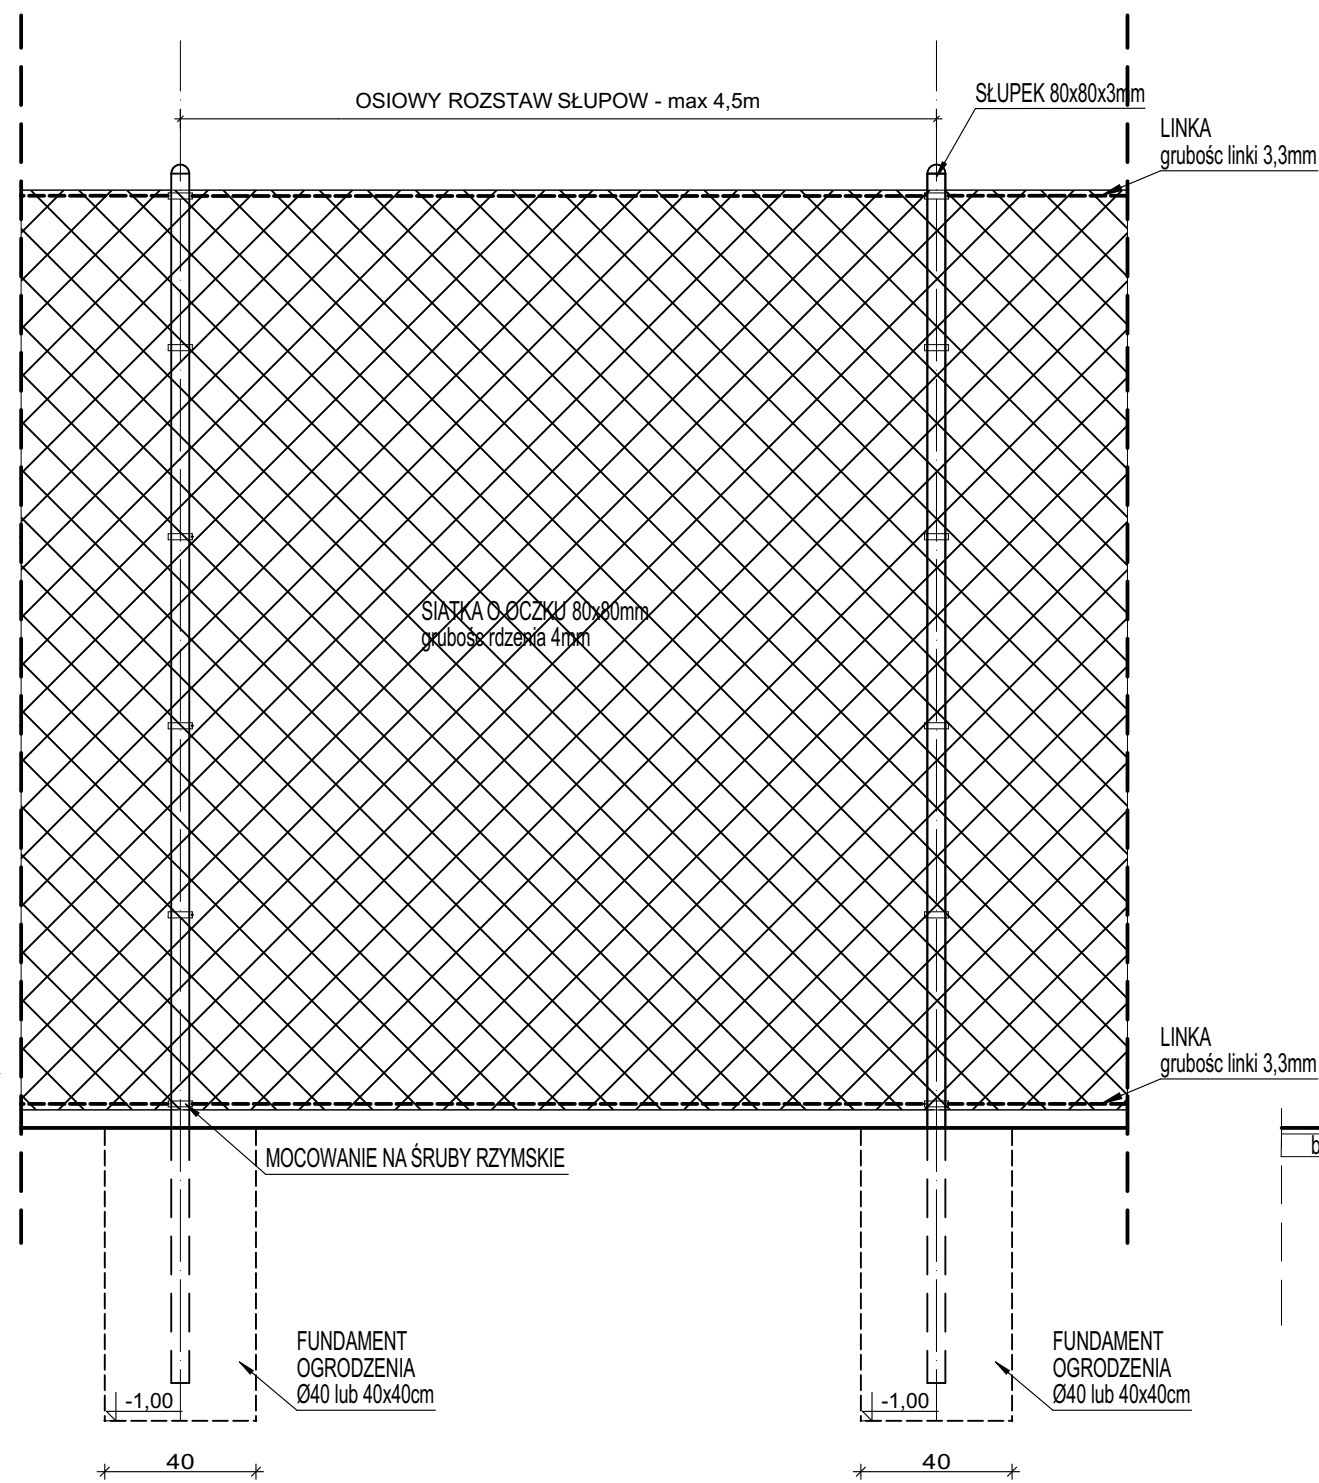 OSIOWY ROZSTAW SŁUPOW - max 4,5m
SŁUPEK 80x80x3mm
LINKA
grubośc linki 3,3mm
SIATKA O OCZKU 80x80mm
grubośc rdzenia 4mm
LINKA
grubośc linki 3,3mm
MOCOWANIE NA ŚRUBY RZYMSKIE
b
FUNDAMENT
OGRODZENIA
Ø40 lub 40x40cm
-1,00
FUNDAMENT
OGRODZENIA
Ø40 lub 40x40cm
-1,00
40
40